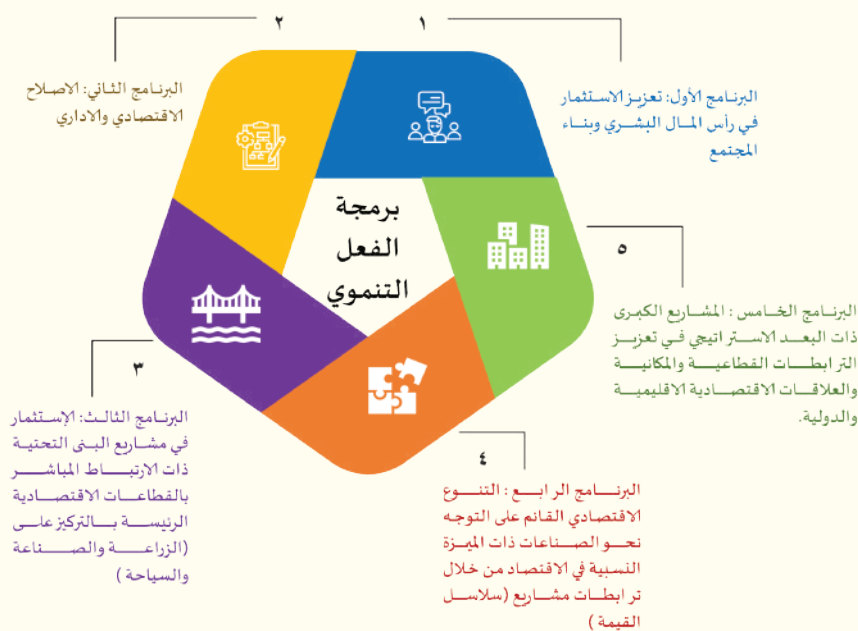 ١
البرنامج الأول: تعزيز الاستثمار
في رأس المال البشري وبناء
المجتمع
٢
البرنامج الثاني: الاصلاح
الاقتصادي والاداري
برمجة
الفعل
التنموي
٣
البرنامج الثالث: الإستثمار
في مشاريع البنى التحتية
ذات الارتباط المباشر
بالقطاعات الاقتصادية
الرئيسة بالتركيز على
(الزراعة والصناعة
والسياحة)
٤
البرنامج الرابع: التنوع
الاقتصادي القائم على التوجه
نحو الصناعات ذات الميزة
النسبية في الاقتصاد من خلال
ترابطات مشاريع (سلاسل
القيمة)
٥
البرنامج الخامس: المشاريع الكبرى
ذات البعد الاستراتيجي في تعزيز
الترابطات القطاعية والمكانية
والعلاقات الاقتصادية الاقليمية
والدولية.